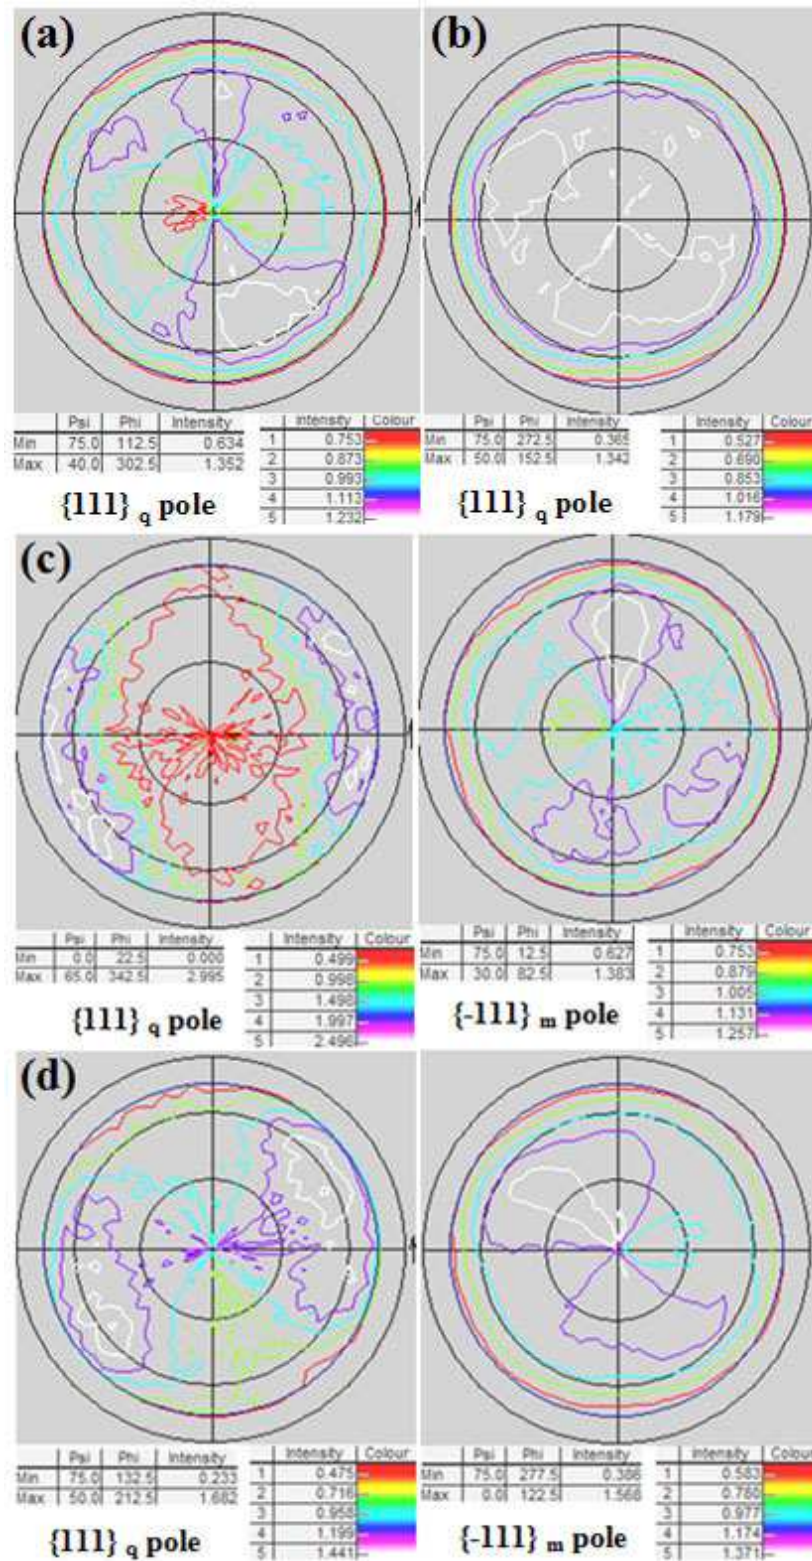 (a)
(b)
Psi Phi Intensity
Min 75.0 112.5 0.634
Max 40.0 302.5 1.352
Intensity Colour
1 0.753
2 0.873
3 0.993
4 1.113
5 1.232
{111} q pole
Psi Phi Intensity
Min 75.0 272.5 0.365
Max 50.0 152.5 1.342
Intensity Colour
1 0.527
2 0.690
3 0.853
4 1.016
5 1.179
{111} q pole
(c)
Psi Phi Intensity
Min 0.0 22.5 0.000
Max 65.0 342.5 2.995
Intensity Colour
1 0.499
2 0.998
3 1.498
4 1.997
5 2.496
{111} q pole
Psi Phi Intensity
Min 75.0 12.5 0.627
Max 30.0 82.5 1.383
Intensity Colour
1 0.753
2 0.879
3 1.005
4 1.131
5 1.257
{-111} m pole
(d)
Psi Phi Intensity
Min 75.0 132.5 0.233
Max 50.0 212.5 1.682
Intensity Colour
1 0.475
2 0.716
3 0.958
4 1.199
5 1.441
{111} q pole
Psi Phi Intensity
Min 75.0 277.5 0.386
Max 0.0 122.5 1.568
Intensity Colour
1 0.583
2 0.780
3 0.977
4 1.174
5 1.371
{-111} m pole